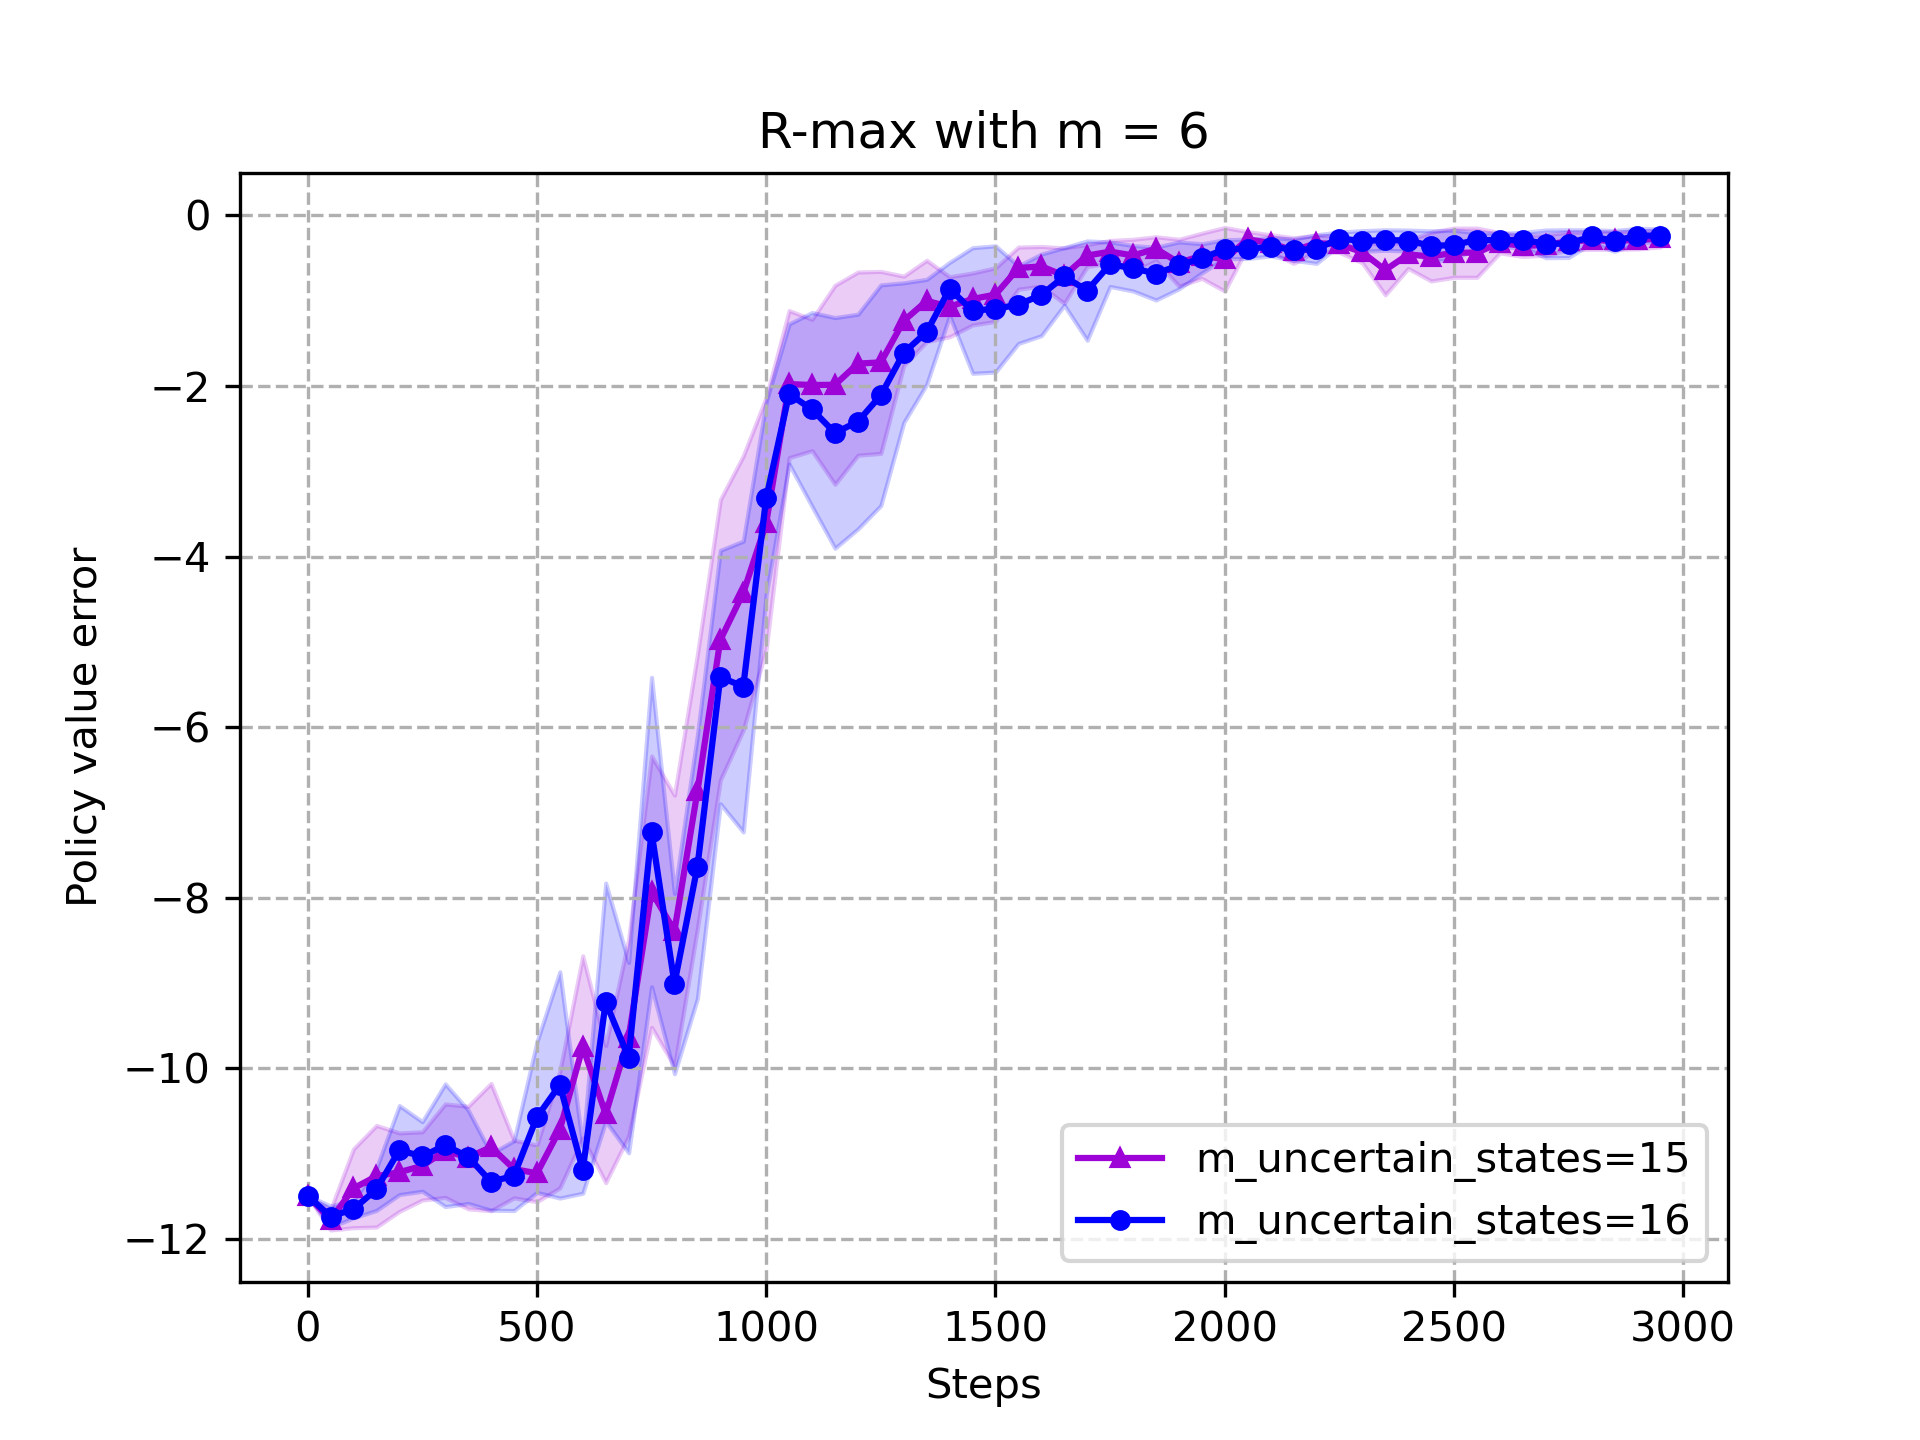 R-max with m = 6
Policy value error
0
−2
−4
−6
−8
−10
−12
m_uncertain_states=15
m_uncertain_states=16
0 500 1000 1500 2000 2500 3000
Steps